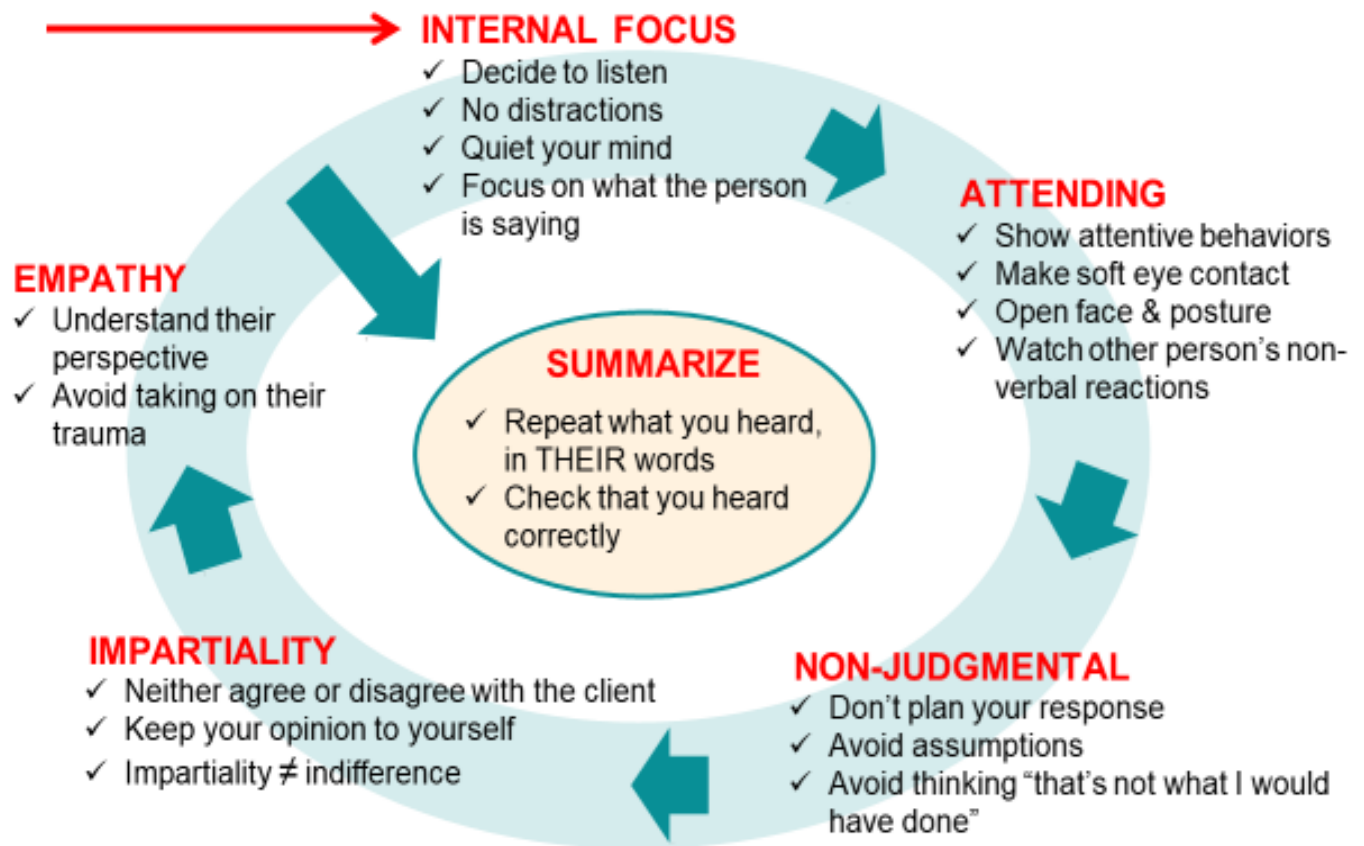 INTERNAL FOCUS
✓ Decide to listen
✓ No distractions
✓ Quiet your mind
✓ Focus on what the person
is saying
ATTENDING
✓ Show attentive behaviors
✓ Make soft eye contact
✓ Open face & posture
✓ Watch other person's non-
verbal reactions
NON-JUDGMENTAL
✓ Don't plan your response
✓ Avoid assumptions
✓ Avoid thinking “that's not what I would
have done”
IMPARTIALITY
✓ Neither agree or disagree with the client
✓ Keep your opinion to yourself
✓ Impartiality ≠ indifference
EMPATHY
✓ Understand their
perspective
✓ Avoid taking on their
trauma
SUMMARIZE
✓ Repeat what you heard,
in THEIR words
✓ Check that you heard
correctly